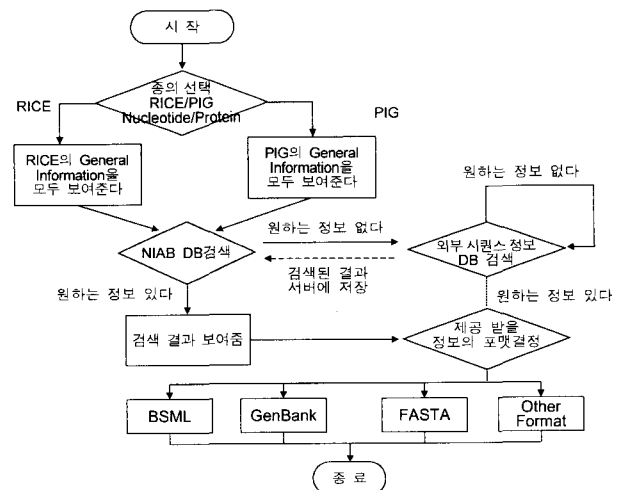 시 작
종의 선택
RICE/PIG
Nucleotide/Protein
RICE
PIG
RICE의 General
Information을
모두 보여준다
PIG의 General
Information을
모두 보여준다
원하는 정보 없다
원하는 정보 없다
NIAB DB검색
외부 시퀀스 정보
DB 검색
검색된 결과
서버에 저장
원하는 정보 있다
원하는 정보 있다
검색 결과 보여줌
제공 받을
정보의 포맷결정
BSML
GenBank
FASTA
Other
Format
종 료